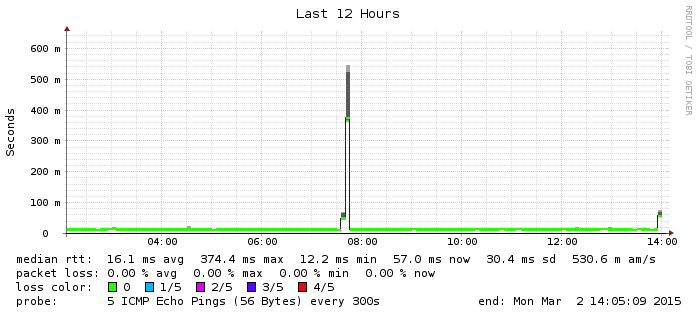 Last 12 Hours
RRDTOOL / TOBI OETIKER
Seconds
600 m
500 m
400 m
300 m
200 m
100 m
0
04:00 06:00 08:00 10:00 12:00 14:00
median rtt: 16.1 ms avg 374.4 ms max 12.2 ms min 57.0 ms now 30.4 ms sd 530.6 m am/s
packet loss: 0.00 % avg 0.00 % max 0.00 % min 0.00 % now
loss color: 0 1/5 2/5 3/5 4/5
probe: 5 ICMP Echo Pings (56 Bytes) every 300s end: Mon Mar 2 14:05:09 2015